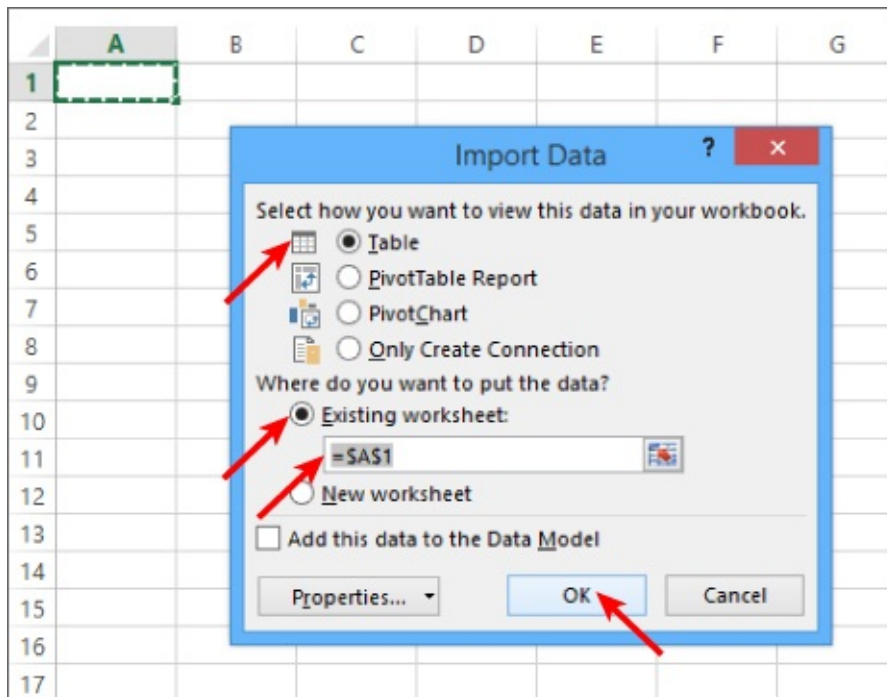 A B C D E F G
1
2
3
Import Data ?
4
Select how you want to view this data in your workbook.
5
Table
6
PivotTable Report
7
PivotChart
8
Only Create Connection
9
Where do you want to put the data?
10
Existing worksheet:
11
=$A$1
12
New worksheet
13
Add this data to the Data Model
14
15
Properties... OK Cancel
16
17